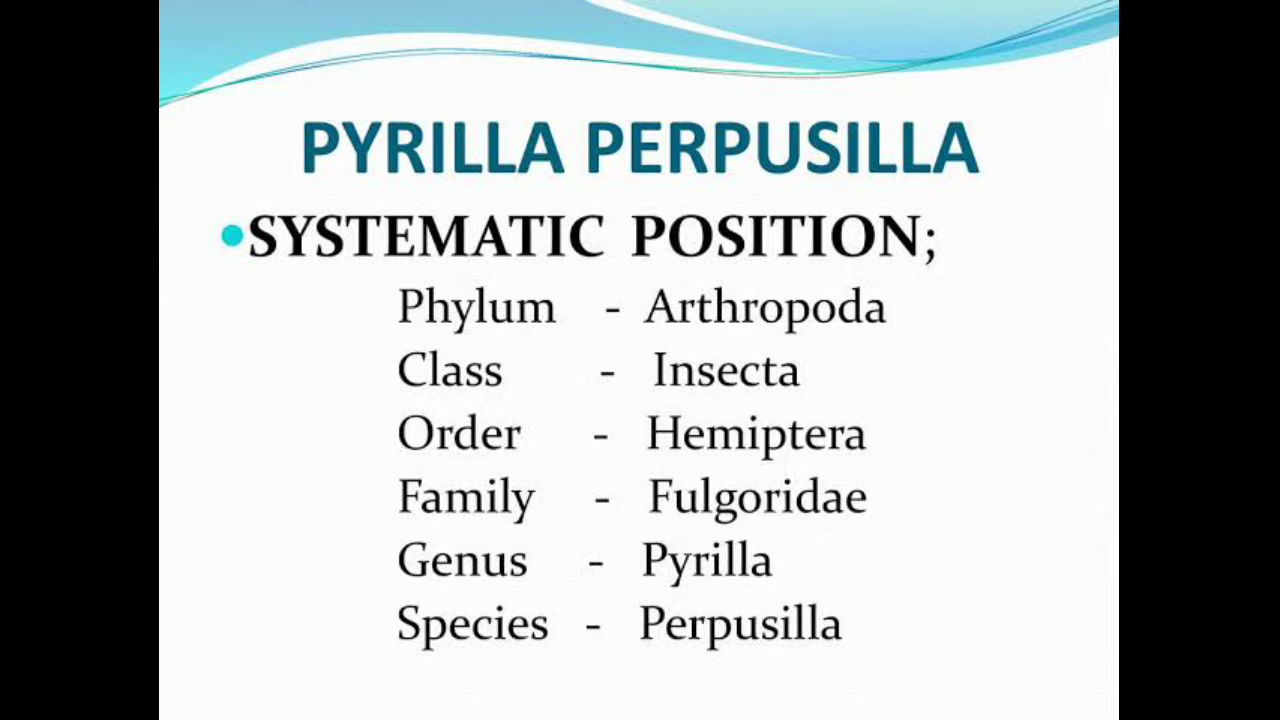 PYRILLA PERPUSILLA
•SYSTEMATIC POSITION;
Phylum - Arthropoda
Class - Insecta
Order - Hemiptera
Family - Fulgoridae
Genus - Pyrilla
Species - Perpusilla